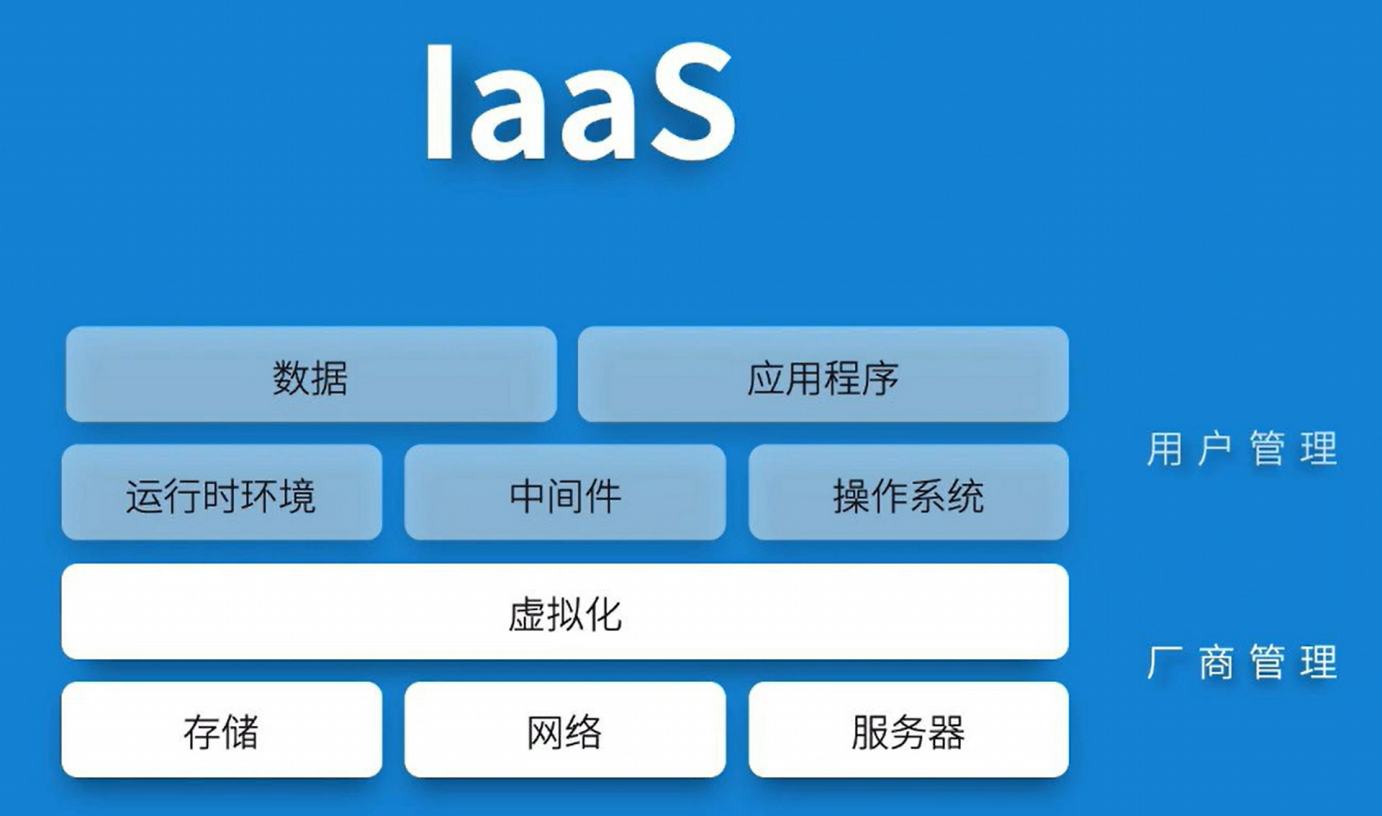 IaaS
数据 应用程序
用户管理
运行时环境 中间件 操作系统
虚拟化
厂商管理
存储 网络 服务器